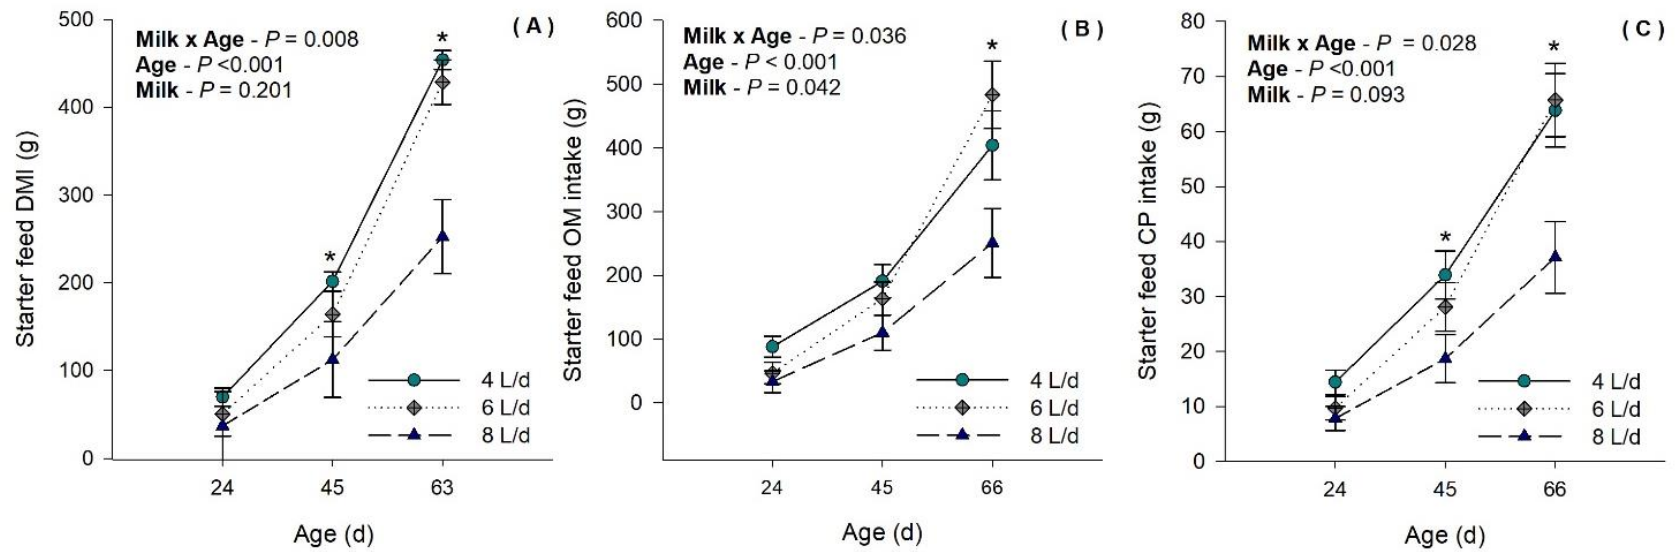 ( A )
Milk x Age - P = 0.008
Age - P <0.001
Milk - P = 0.201
Starter feed DMI (g)
500
400
300
200
100
0
*
*
4 L/d
6 L/d
8 L/d
24 45 63
Age (d)
( B )
Milk x Age - P = 0.036
Age - P < 0.001
Milk - P = 0.042
Starter feed OM intake (g)
600
500
400
300
200
100
0
*
4 L/d
6 L/d
8 L/d
24 45 66
Age (d)
( C )
Milk x Age - P = 0.028
Age - P <0.001
Milk - P = 0.093
Starter feed CP intake (g)
80
70
60
50
40
30
20
10
0
*
*
4 L/d
6 L/d
8 L/d
24 45 66
Age (d)